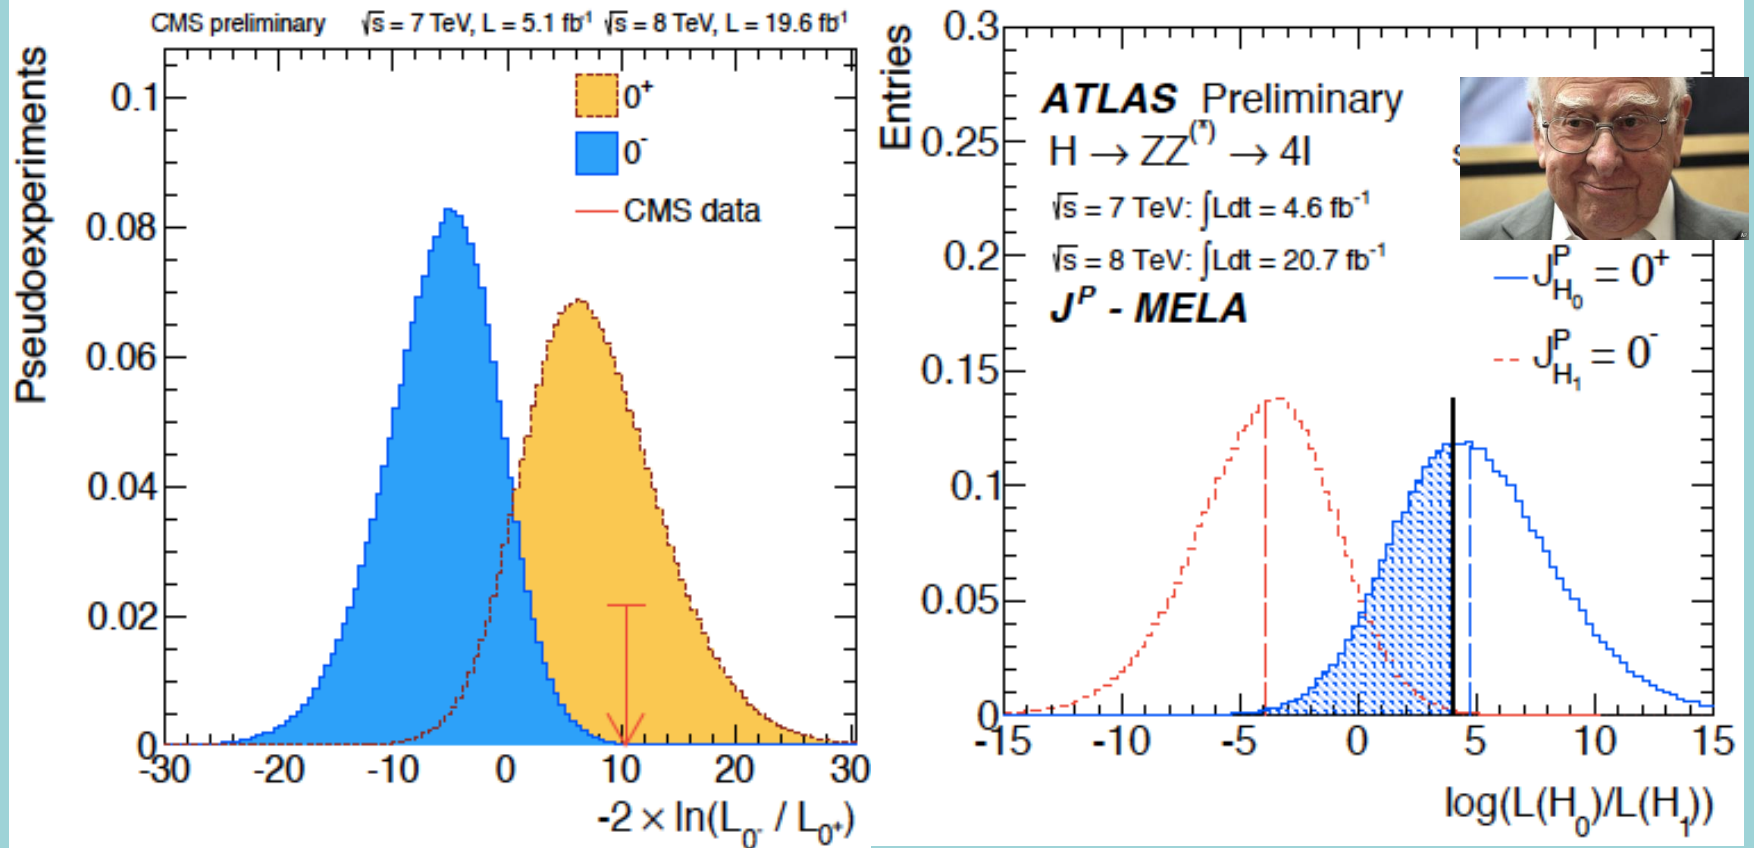 CMS preliminary √s = 7 TeV, L = 5.1 fb⁻¹ √s = 8 TeV, L = 19.6 fb⁻¹
Pseudoexperiments
0.1
0.08
0.06
0.04
0.02
0
0⁺
0⁻
CMS data
-30 -20 -10 0 10 20 30
-2 × ln(L₀⁻ / L₀⁺)
Entries
0.3
0.25
0.2
0.15
0.1
0.05
0
ATLAS Preliminary
H → ZZ⁽*⁾ → 4l
√s = 7 TeV: ∫Ldt = 4.6 fb⁻¹
√s = 8 TeV: ∫Ldt = 20.7 fb⁻¹
Jᴾ - MELA
Jᴾ_H₀ = 0⁺
Jᴾ_H₁ = 0⁻
-15 -10 -5 0 5 10 15
log(L(H₀)/L(H₁))